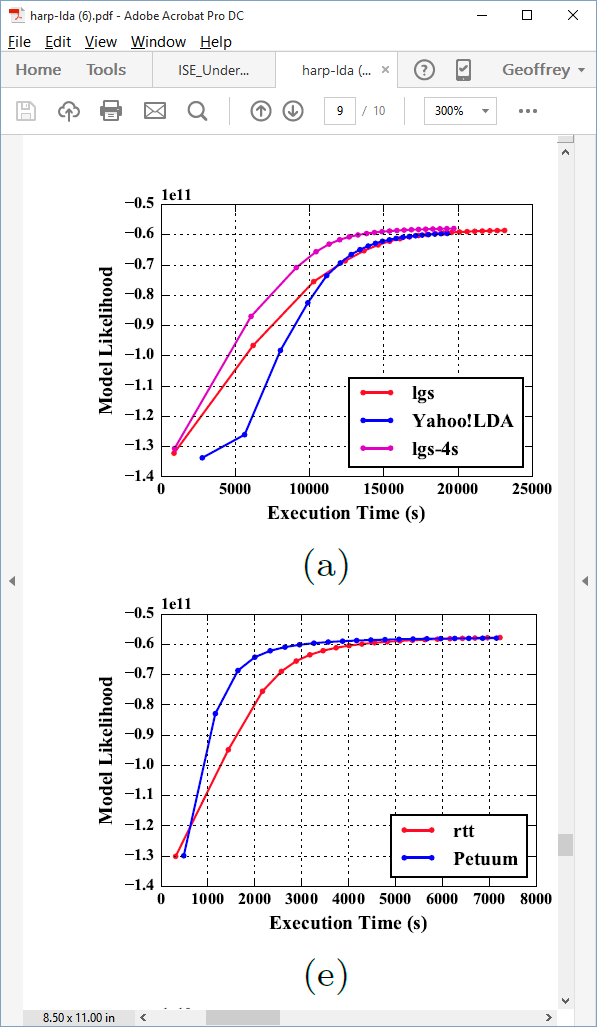 harp-lda (6).pdf - Adobe Acrobat Pro DC
File Edit View Window Help
Home Tools ISE_Under... harp-lda (... × Geoffrey
9 / 10 300%
1e11
−0.5
−0.6
−0.7
−0.8
−0.9
−1.0
−1.1
−1.2
−1.3
−1.4
Model Likelihood
lgs
Yahoo!LDA
lgs-4s
0 5000 10000 15000 20000 25000
Execution Time (s)
(a)
1e11
−0.5
−0.6
−0.7
−0.8
−0.9
−1.0
−1.1
−1.2
−1.3
−1.4
Model Likelihood
rtt
Petuum
0 1000 2000 3000 4000 5000 6000 7000 8000
Execution Time (s)
(e)
8.50 x 11.00 in